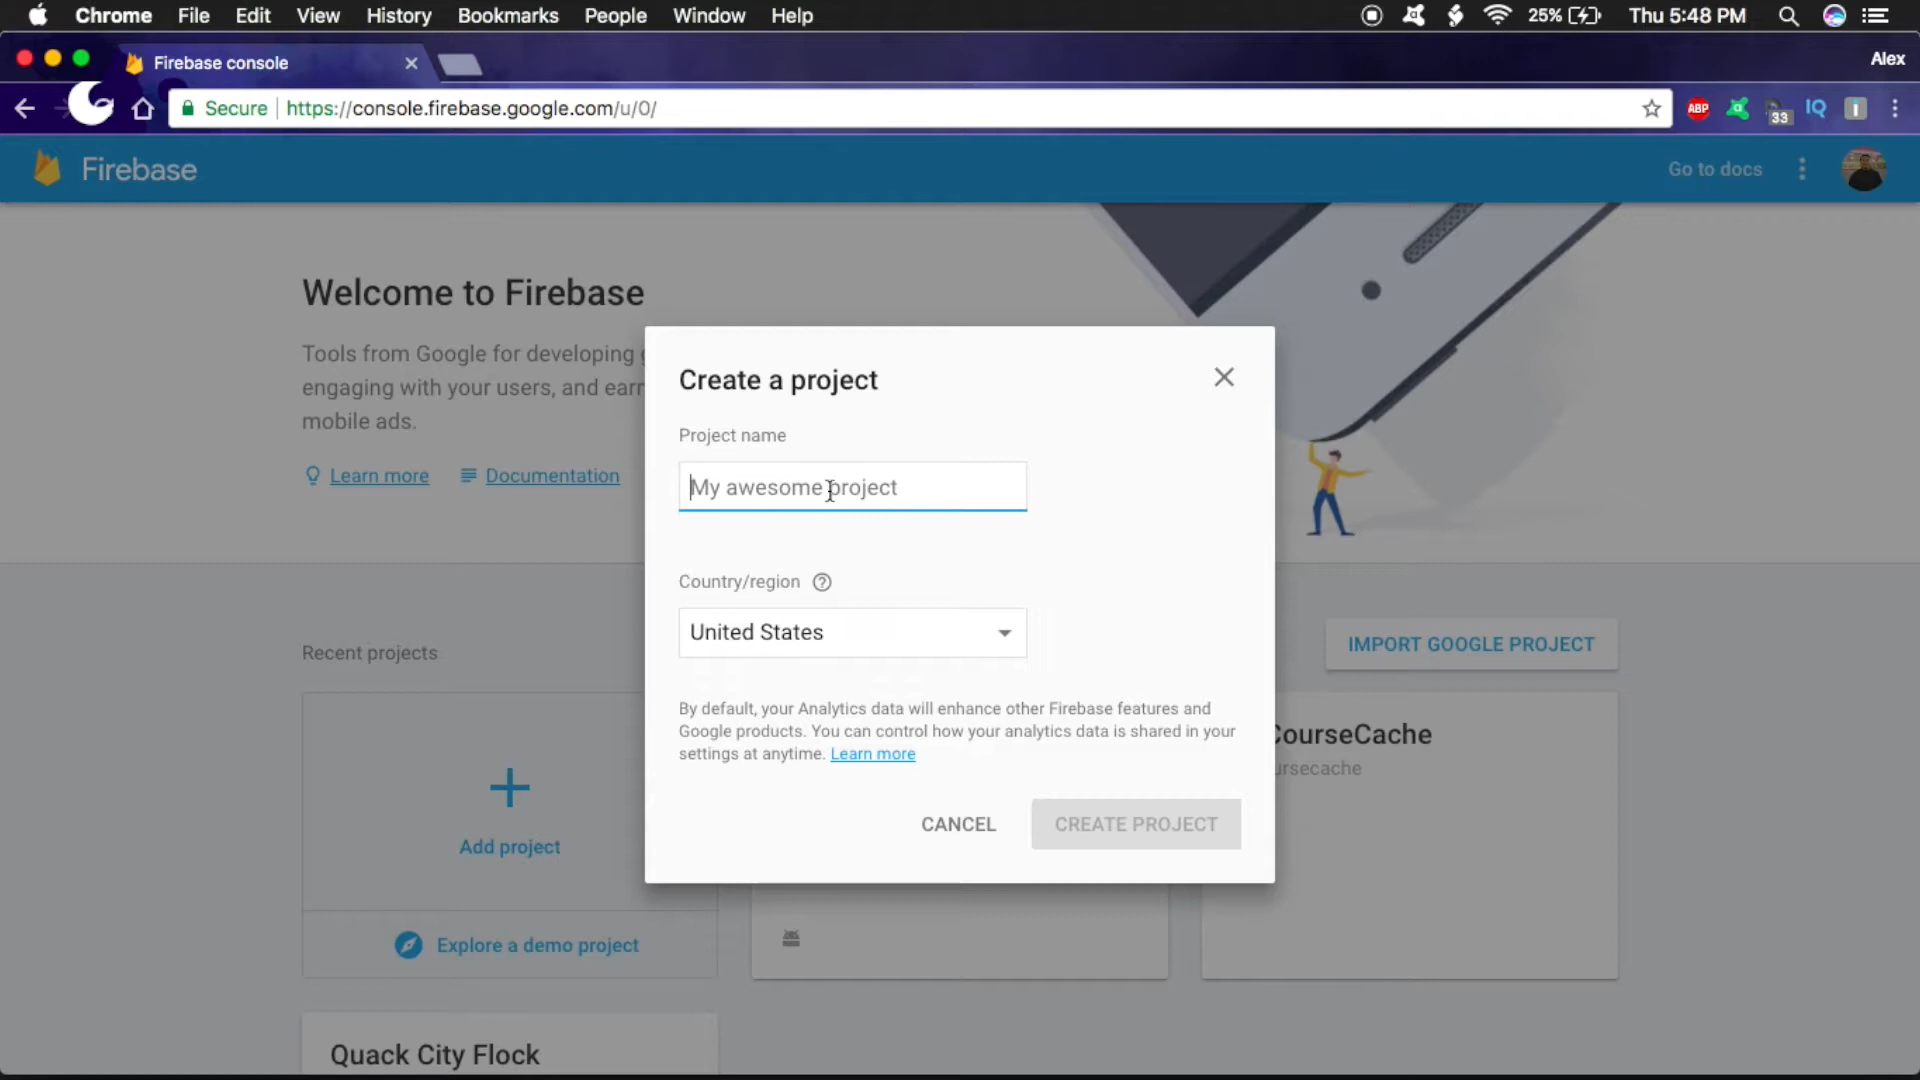 Chrome File Edit View History Bookmarks People Window Help 25% Thu 5:48 PM
Firebase console Alex
Secure https://console.firebase.google.com/u/0/ ABP 33 IQ i
Firebase Go to docs
Welcome to Firebase
Tools from Google for developing
engaging with your users, and earn
mobile ads.
Learn more Documentation
Create a project
Project name
My awesome project
Country/region ?
United States
By default, your Analytics data will enhance other Firebase features and
Google products. You can control how your analytics data is shared in your
settings at anytime. Learn more
CANCEL CREATE PROJECT
Recent projects
IMPORT GOOGLE PROJECT
Add project
Explore a demo project
CourseCache
ursecache
Quack City Flock